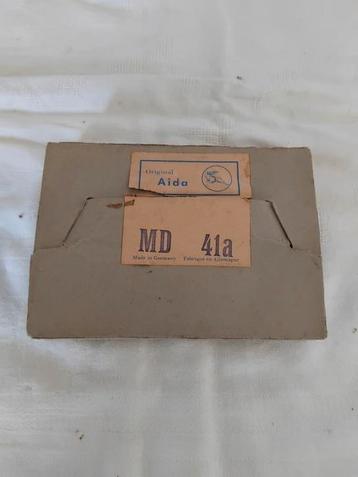 Original
Aida
MD 41a
Made in Germany Fabriqué en Allemagne